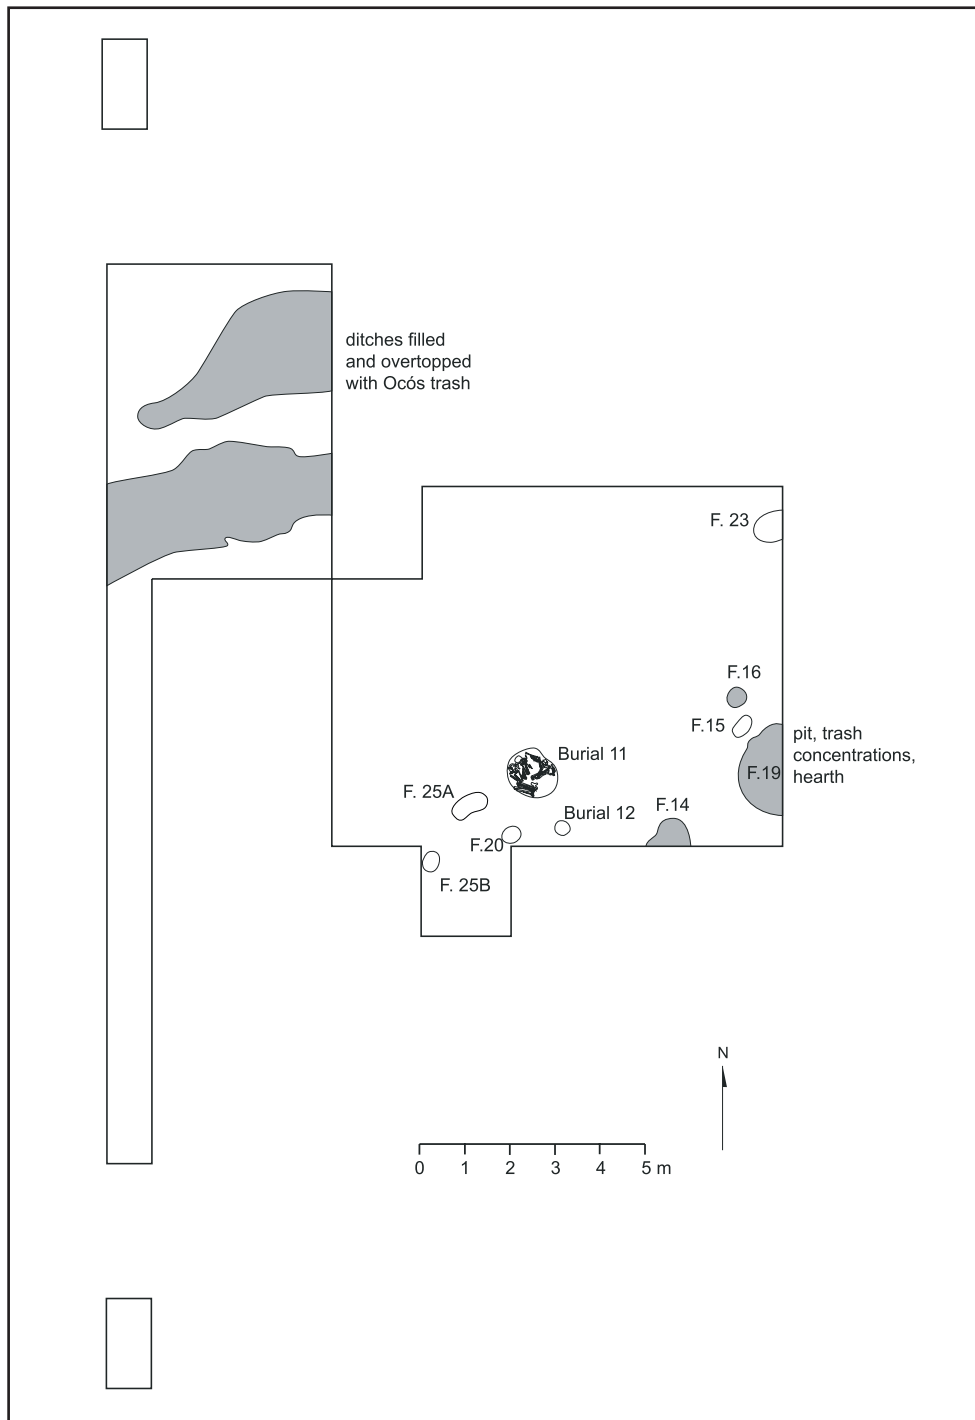 ditches filled
and overtopped
with Ocós trash
F. 23
F.16
F.15
pit, trash
concentrations,
hearth
F.19
Burial 11
F. 25A
Burial 12
F.14
F.20
F. 25B
N
0 1 2 3 4 5 m